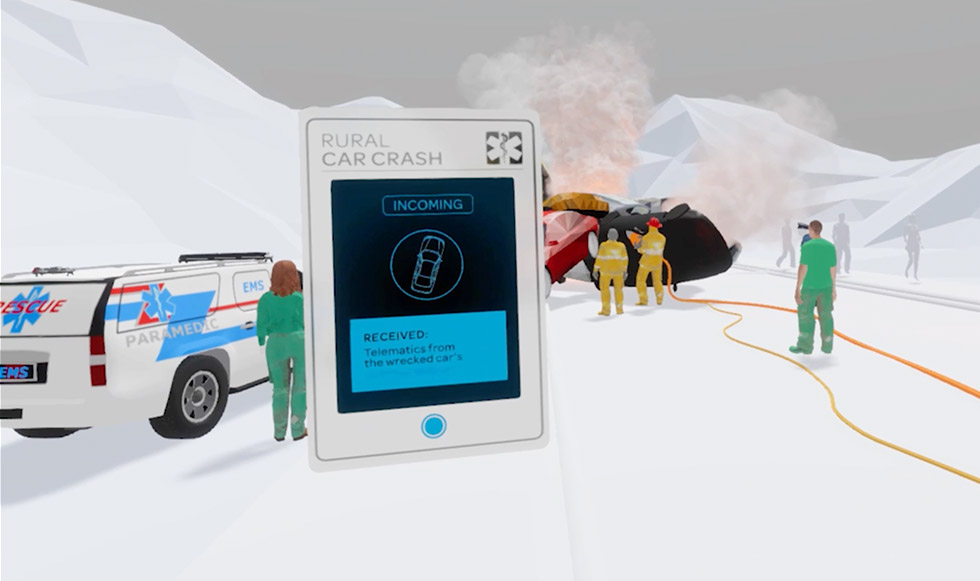 RURAL
CAR CRASH
INCOMING
RECEIVED:
Telematics from
the wrecked car's
RESCUE
PARAMEDIC
EMS
EMS